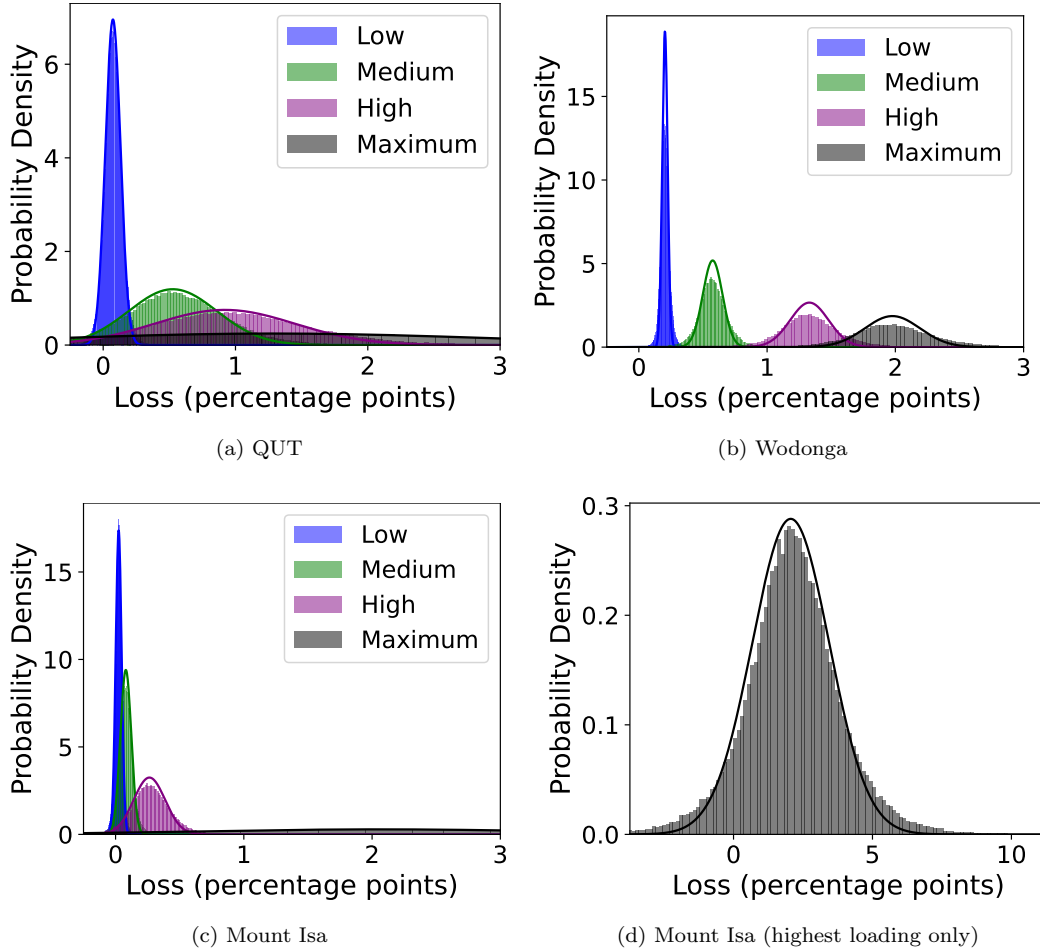 Probability Density
6
4
2
0
0
1
2
3
Loss (percentage points)
Low
Medium
High
Maximum
(a) QUT
Probability Density
15
10
5
0
0
1
2
3
Loss (percentage points)
Low
Medium
High
Maximum
(b) Wodonga
Probability Density
15
10
5
0
0
1
2
3
Loss (percentage points)
Low
Medium
High
Maximum
(c) Mount Isa
Probability Density
0.3
0.2
0.1
0.0
0
5
10
Loss (percentage points)
(d) Mount Isa (highest loading only)